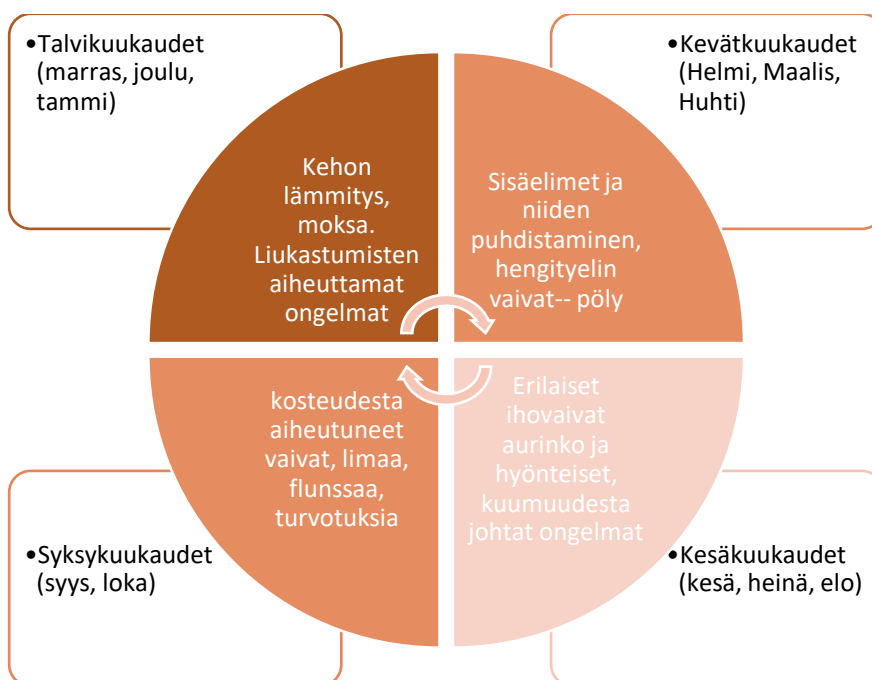 •Talvikuukaudet
(marras, joulu,
tammi)
•Kevätkuukaudet
(Helmi, Maalis,
Huhti)
Kehon
lämmitys,
moksa.
Liukastumisten
aiheuttamat
ongelmat
Sisäelimet ja
niiden
puhdistaminen,
hengityelin
vaivat-- pöly
kosteudesta
aiheutuneet
vaivat, limaa,
flunssaa,
turvotuksia
Erilaiset
ihovaivat
aurinko ja
hyönteiset,
kuumuudesta
johtat ongelmat
•Syksykuukaudet
(syys, loka)
•Kesäkuukaudet
(kesä, heinä, elo)